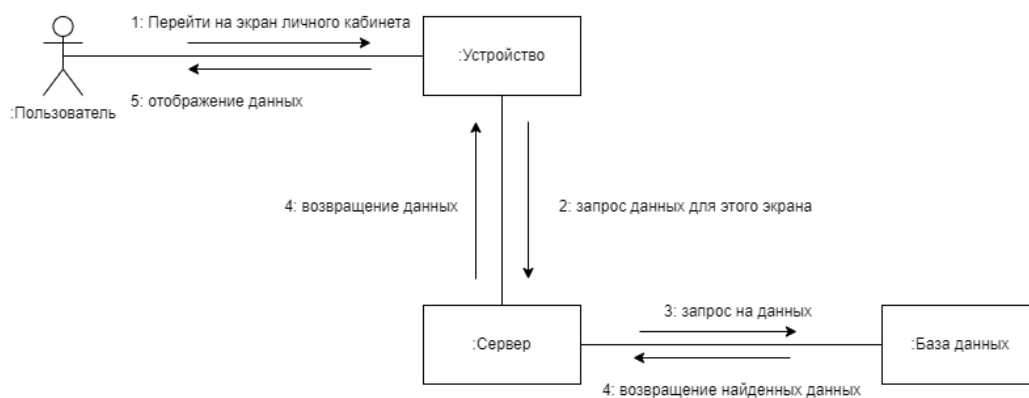 1: Перейти на экран личного кабинета
:Устройство
5: отображение данных
:Пользователь
4: возвращение данных
2: запрос данных для этого экрана
3: запрос на данных
:Сервер
:База данных
4: возвращение найденных данных